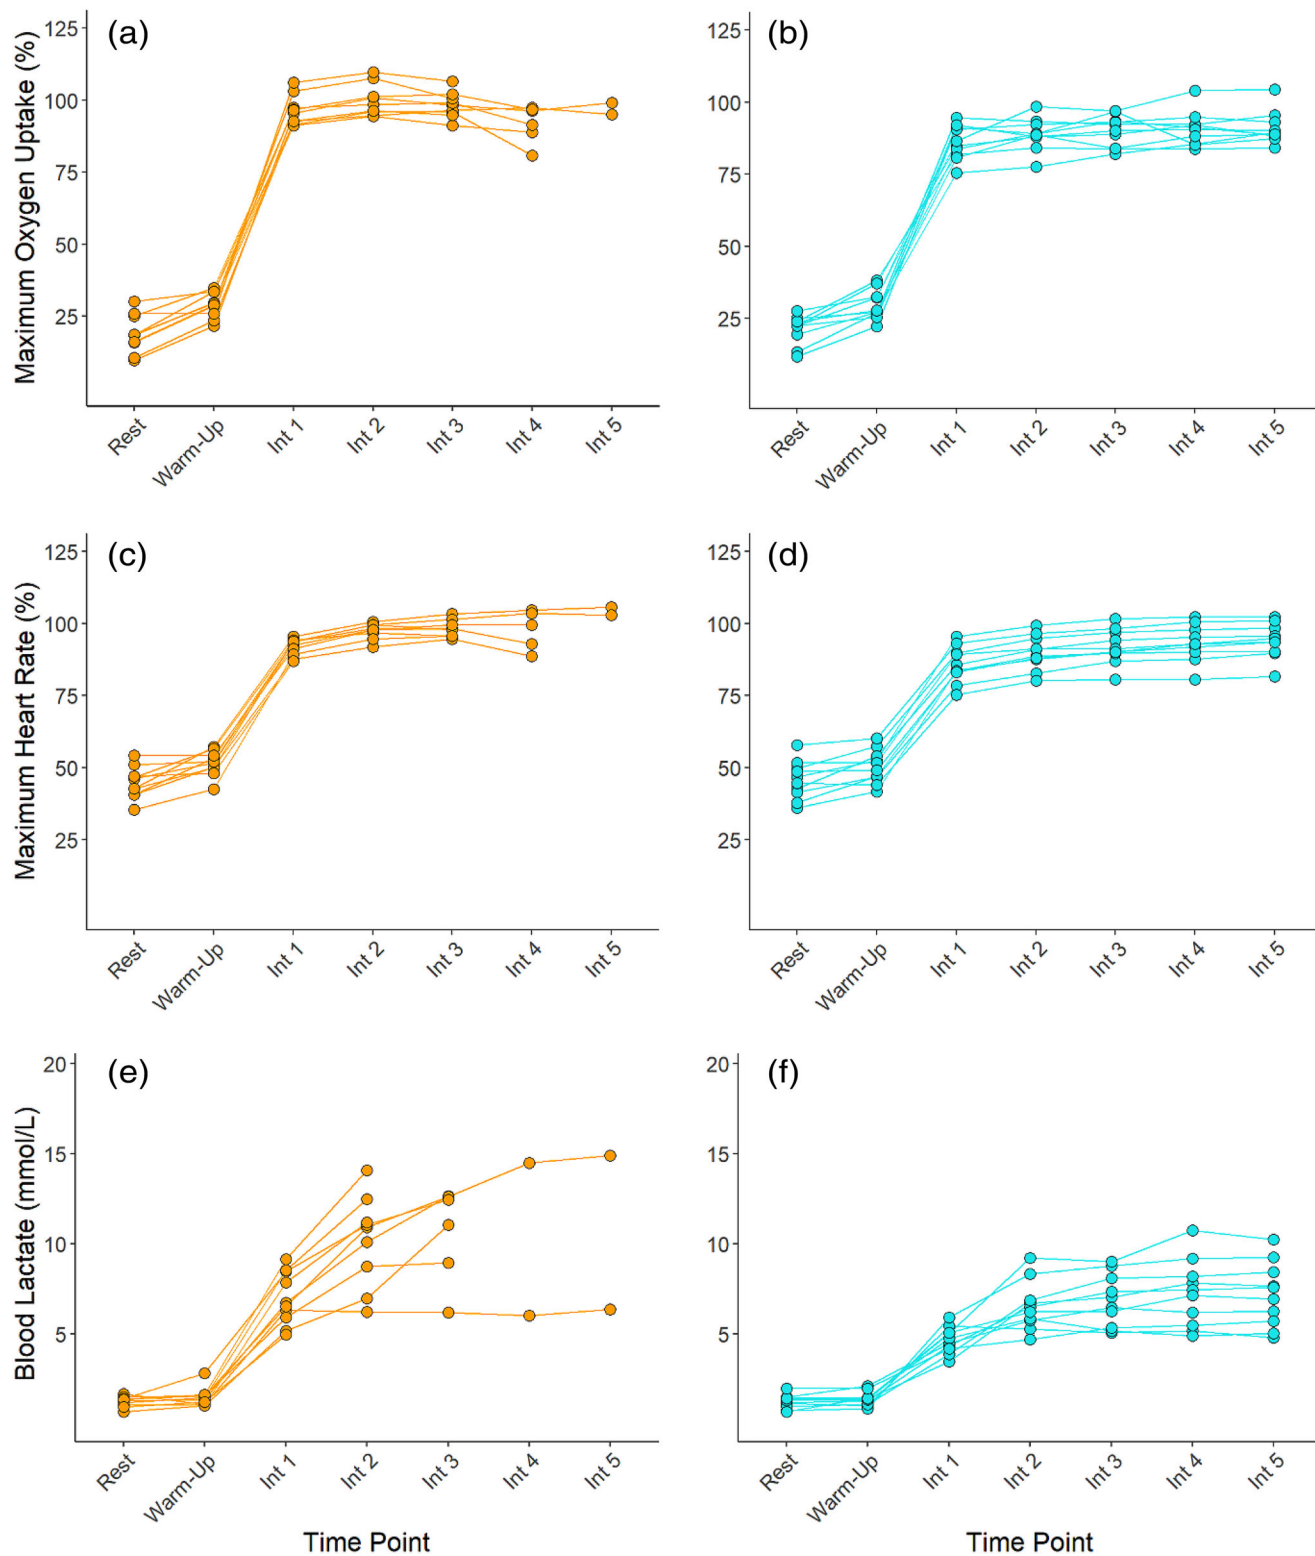 (a)
Maximum Oxygen Uptake (%)
125
100
75
50
25
Rest
Warm-Up
Int 1
Int 2
Int 3
Int 4
Int 5
(b)
125
100
75
50
25
Rest
Warm-Up
Int 1
Int 2
Int 3
Int 4
Int 5
(c)
Maximum Heart Rate (%)
125
100
75
50
25
Rest
Warm-Up
Int 1
Int 2
Int 3
Int 4
Int 5
(d)
125
100
75
50
25
Rest
Warm-Up
Int 1
Int 2
Int 3
Int 4
Int 5
(e)
Blood Lactate (mmol/L)
20
15
10
5
Rest
Warm-Up
Int 1
Int 2
Int 3
Int 4
Int 5
Time Point
(f)
20
15
10
5
Rest
Warm-Up
Int 1
Int 2
Int 3
Int 4
Int 5
Time Point